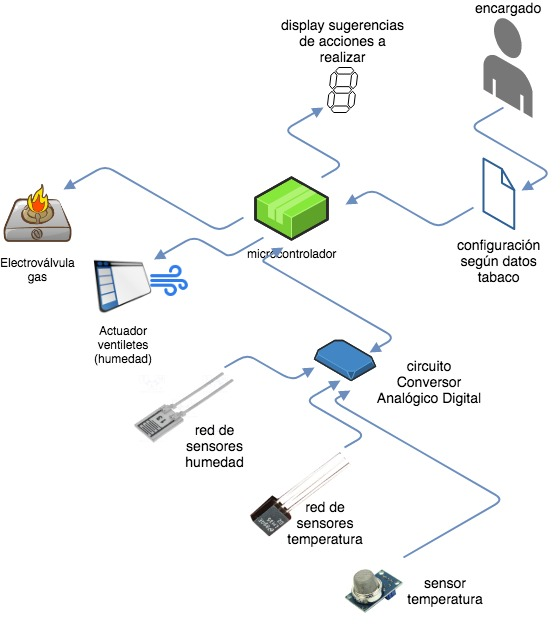 encargado
display sugerencias
de acciones a
realizar
configuración
según datos
tabaco
microcontrolador
Electroválvula
gas
Actuador
ventiletes
(humedad)
circuito
Conversor
Analógico Digital
red de
sensores
humedad
red de
sensores
temperatura
sensor
temperatura